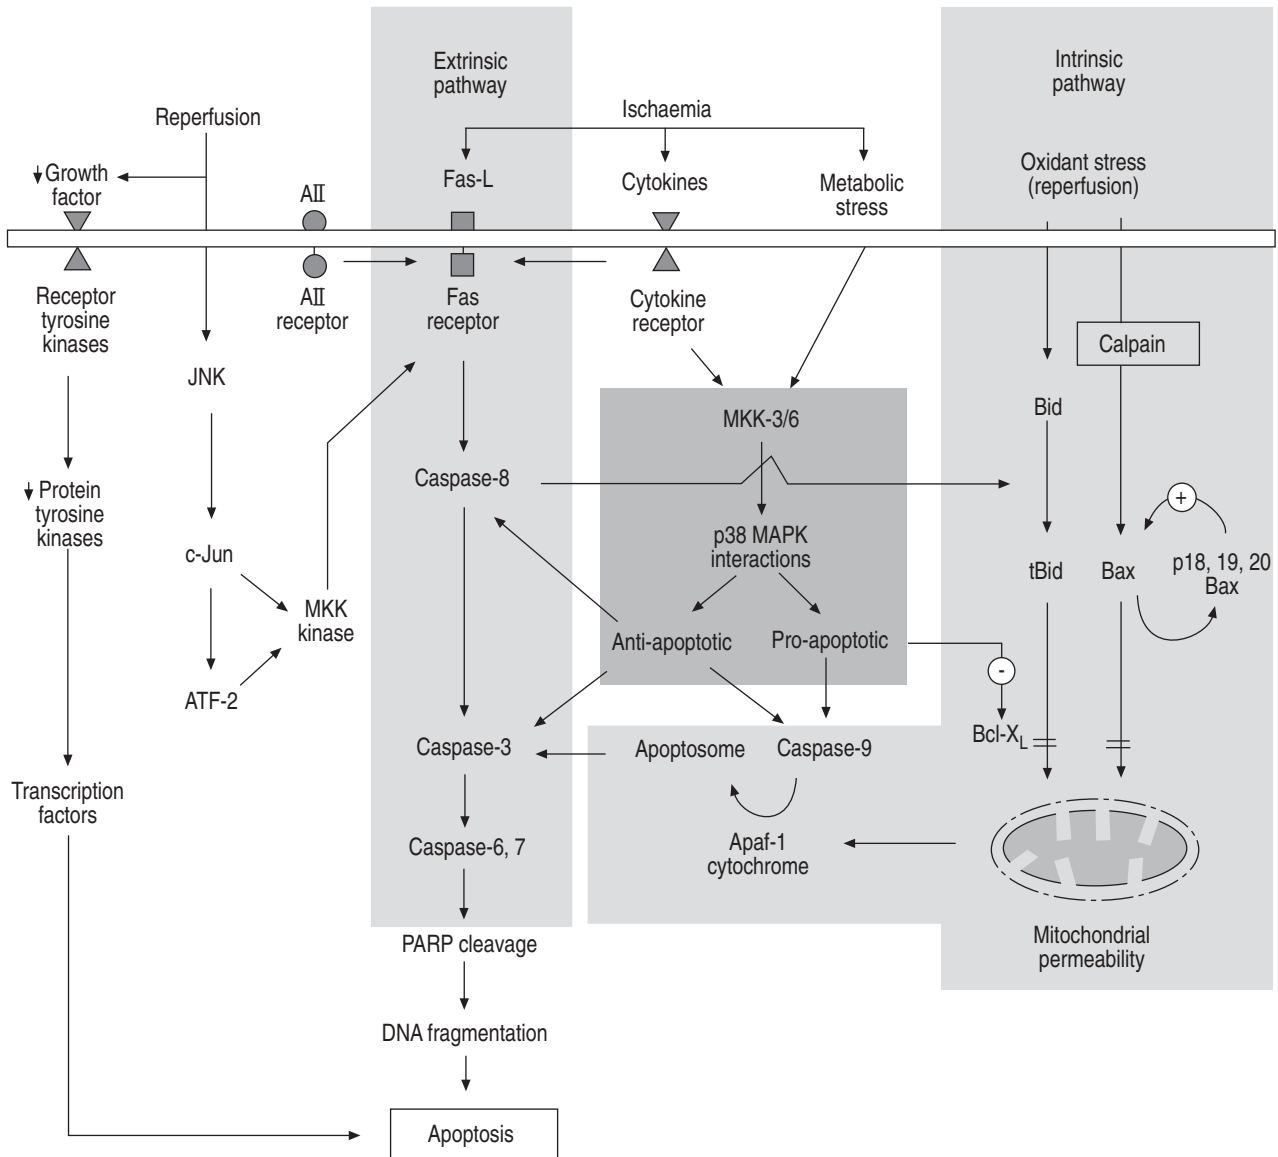 Extrinsic
pathway
Intrinsic
pathway
Ischaemia
Reperfusion
Growth
factor
AII
Fas-L
Cytokines
Metabolic
stress
Oxidant stress
(reperfusion)
Receptor
tyrosine
kinases
AII
receptor
Fas
receptor
Cytokine
receptor
Calpain
JNK
Bid
MKK-3/6
Caspase-8
Protein
tyrosine
kinases
+
c-Jun
p38 MAPK
interactions
tBid
Bax
p18, 19, 20
Bax
MKK
kinase
Anti-apoptotic
Pro-apoptotic
-
ATF-2
Bcl-XL
Caspase-3
Apoptosome
Caspase-9
Transcription
factors
Caspase-6, 7
Apaf-1
cytochrome
PARP cleavage
Mitochondrial
permeability
DNA fragmentation
Apoptosis